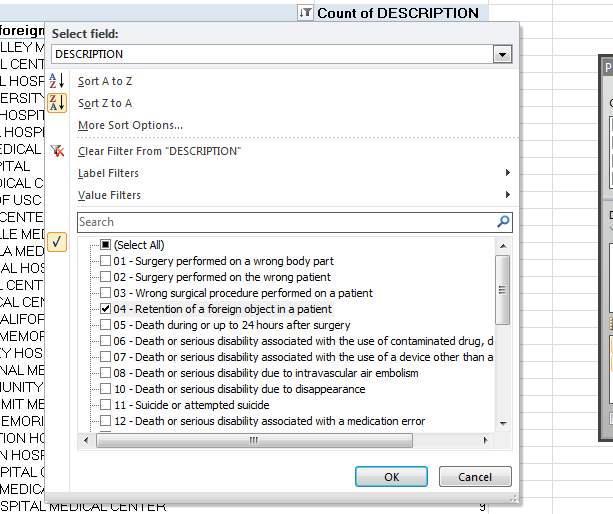 Count of DESCRIPTION
Select field:
foreign
DESCRIPTION
LLEY M
L CENT
Sort A to Z
L HOSP
ERSITY
Sort Z to A
HOSPIT
More Sort Options...
L HOSPI
EDICAL
Clear Filter From "DESCRIPTION"
PITAL
Label Filters
DICAL C
Value Filters
OF USC
CENTE
Search
LLE MED
(Select All)
LA MED
01 - Surgery performed on a wrong body part
AL HOS
02 - Surgery performed on the wrong patient
L CENT
03 - Wrong surgical procedure performed on a patient
CAL CEN
04 - Retention of a foreign object in a patient
ALIFOR
05 - Death during or up to 24 hours after surgery
MEMOR
06 - Death or serious disability associated with the use of contaminated drug, d
Y HOS
07 - Death or serious disability associated with the use of a device other than a
NAL ME
08 - Death or serious disability due to intravascular air embolism
MUNITY
10 - Death or serious disability due to disappearance
MIT ME
11 - Suicide or attempted suicide
EMORI
12 - Death or serious disability associated with a medication error
TION HO
N HOSP
PITAL C
OK
Cancel
MEDICA
SPITAL MEDICAL CENTER 9